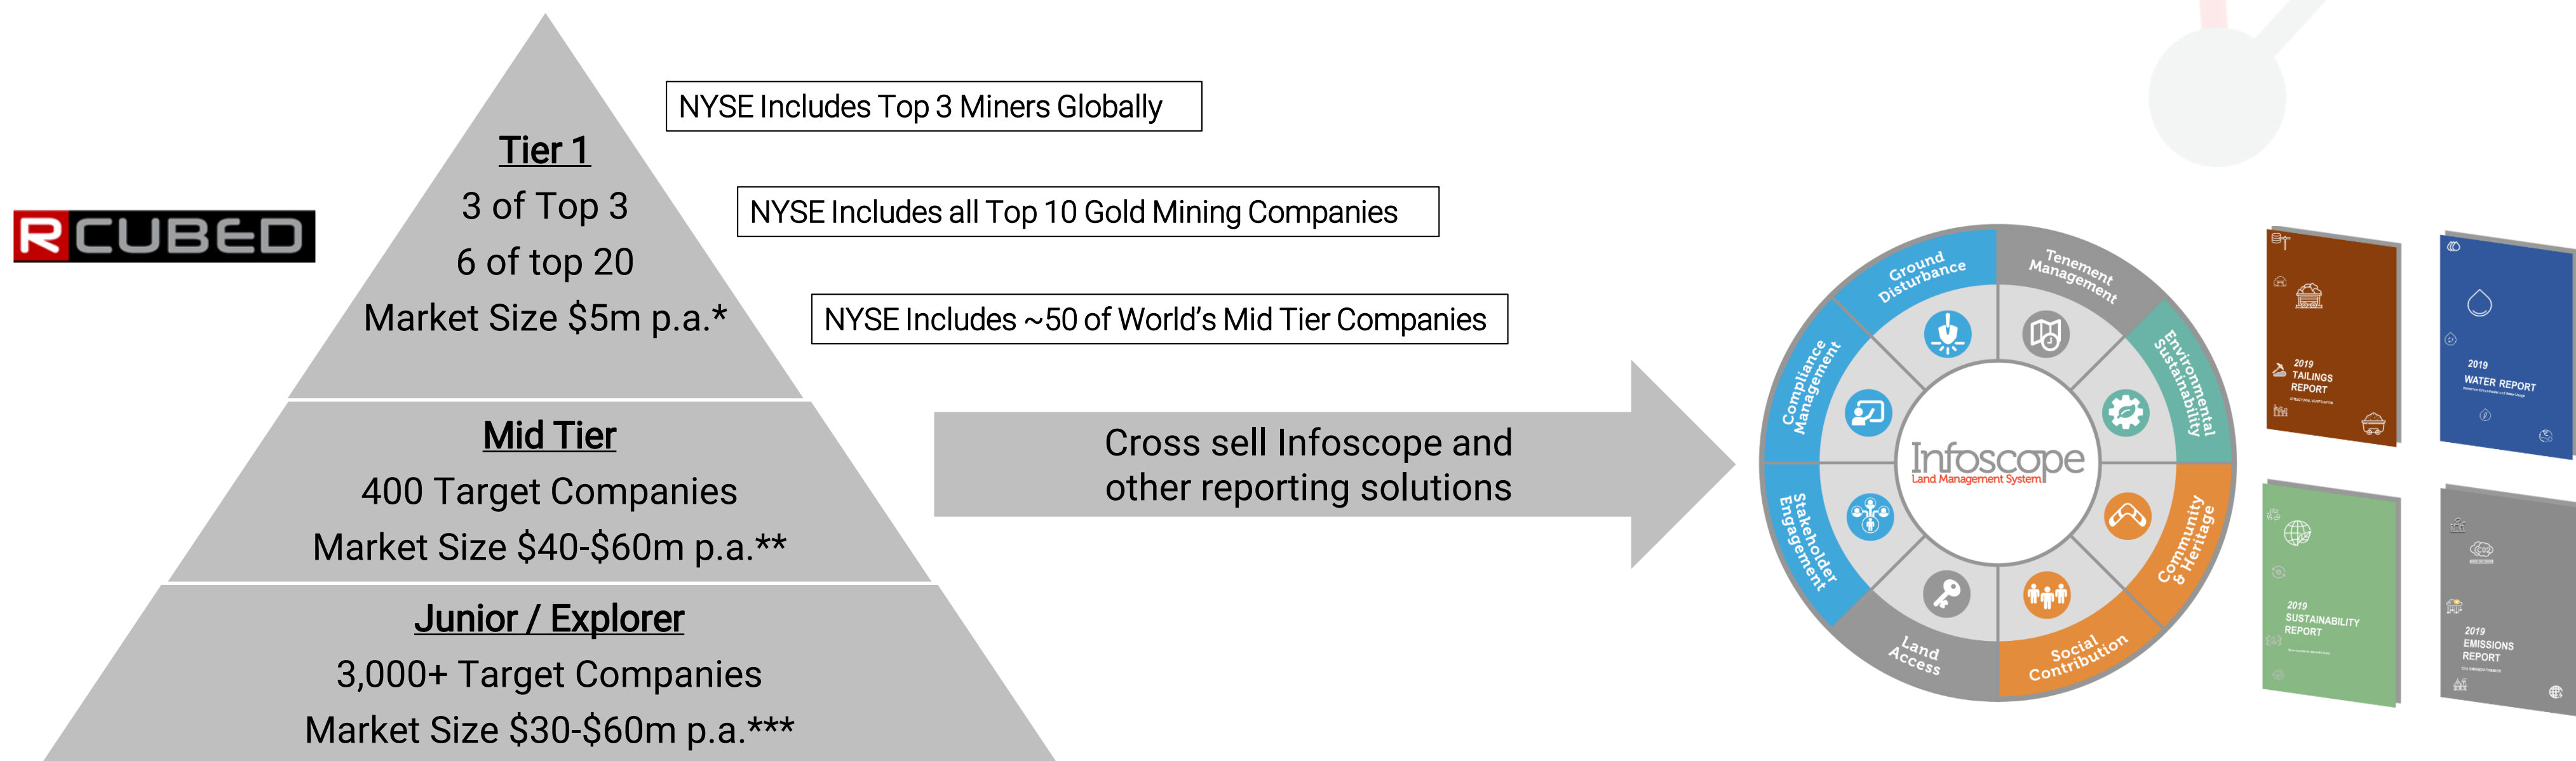 RCUBED
Tier 1
3 of Top 3
6 of top 20
Market Size $5m p.a.*
Mid Tier
400 Target Companies
Market Size $40-$60m p.a.**
Junior / Explorer
3,000+ Target Companies
Market Size $30-$60m p.a.***
NYSE Includes Top 3 Miners Globally
NYSE Includes all Top 10 Gold Mining Companies
NYSE Includes ~50 of World's Mid Tier Companies
Cross sell Infoscope and
other reporting solutions
Ground
Disturbance
Tenement
Management
Environmental
Sustainability
Community
& Heritage
Social
Contribution
Land
Access
Stakeholder
Engagement
Compliance
Management
Infoscope
Land Management System
2019
TAILINGS
REPORT
2019
WATER REPORT
2019
SUSTAINABILITY
REPORT
CO2
2019
EMISSIONS
REPORT